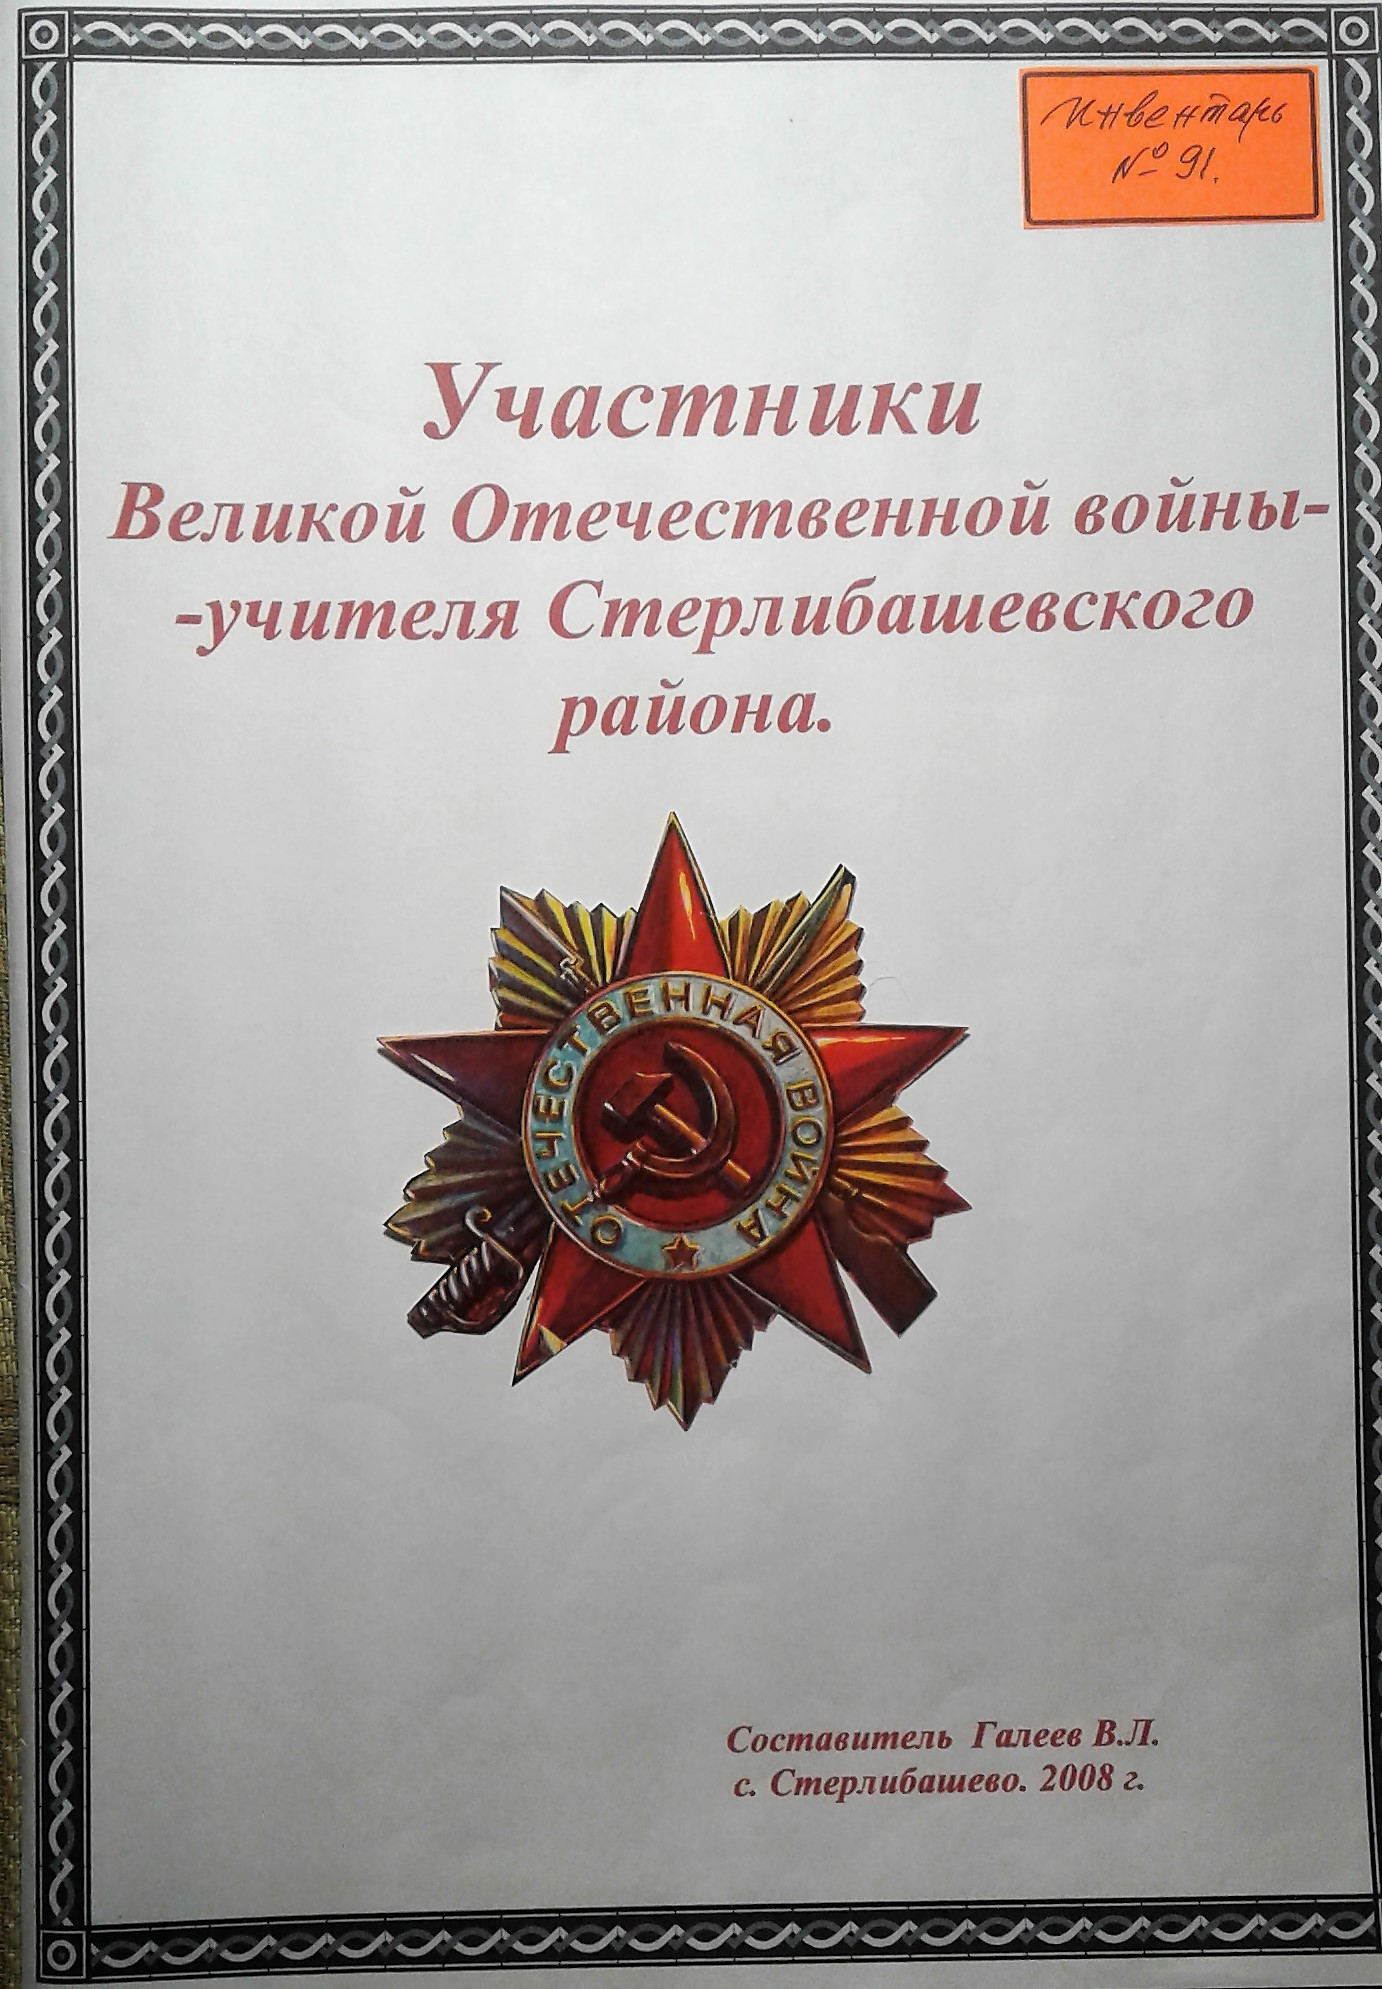 Инвентарь
№ 91.
Участники
Великой Отечественной войны-
-учителя Стерлибашевского
района.
ОТЕЧЕСТВЕННАЯ ВОЙНА
Составитель Галеев В.Л.
с. Стерлибашево. 2008 г.